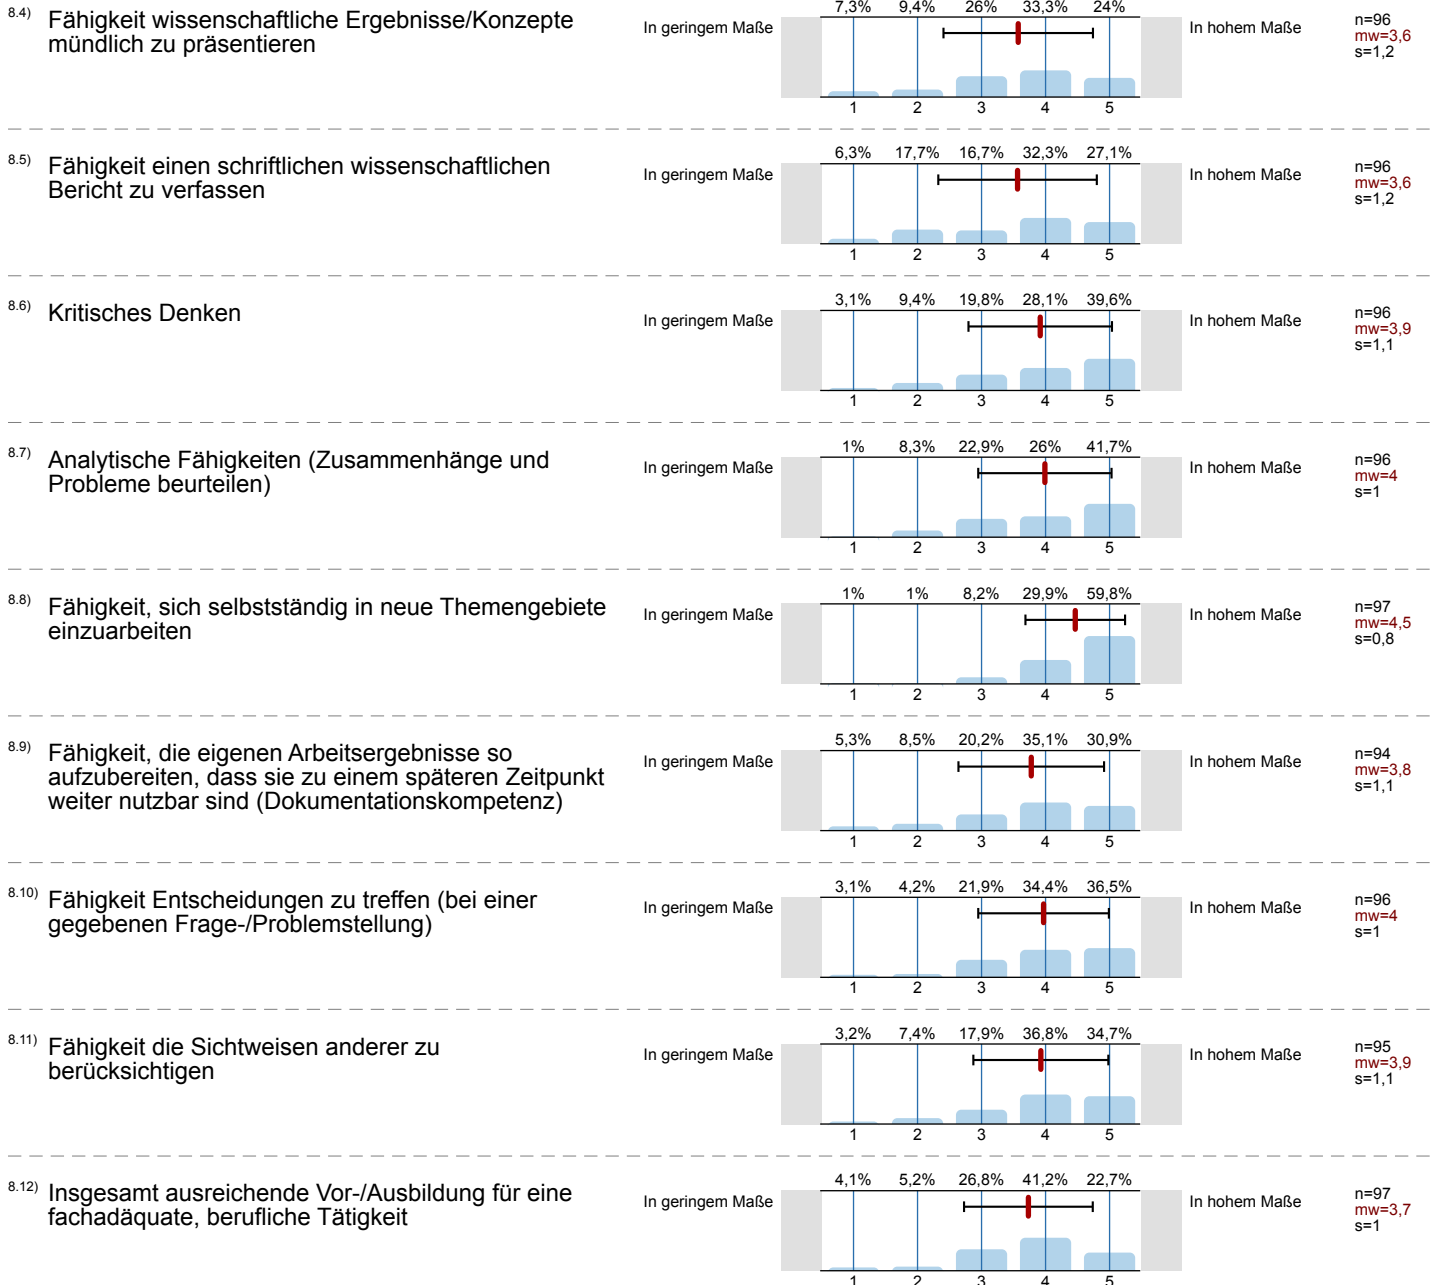 8.4) Fähigkeit wissenschaftliche Ergebnisse/Konzepte
mündlich zu präsentieren
In geringem Maße
7,3% 9,4% 26% 33,3% 24%
1 2 3 4 5
In hohem Maße
n=96
mw=3,6
s=1,2
8.5) Fähigkeit einen schriftlichen wissenschaftlichen
Bericht zu verfassen
In geringem Maße
6,3% 17,7% 16,7% 32,3% 27,1%
1 2 3 4 5
In hohem Maße
n=96
mw=3,6
s=1,2
8.6) Kritisches Denken
In geringem Maße
3,1% 9,4% 19,8% 28,1% 39,6%
1 2 3 4 5
In hohem Maße
n=96
mw=3,9
s=1,1
8.7) Analytische Fähigkeiten (Zusammenhänge und
Probleme beurteilen)
In geringem Maße
1% 8,3% 22,9% 26% 41,7%
1 2 3 4 5
In hohem Maße
n=96
mw=4
s=1
8.8) Fähigkeit, sich selbstständig in neue Themengebiete
einzuarbeiten
In geringem Maße
1% 1% 8,2% 29,9% 59,8%
1 2 3 4 5
In hohem Maße
n=97
mw=4,5
s=0,8
8.9) Fähigkeit, die eigenen Arbeitsergebnisse so
aufzubereiten, dass sie zu einem späteren Zeitpunkt
weiter nutzbar sind (Dokumentationskompetenz)
In geringem Maße
5,3% 8,5% 20,2% 35,1% 30,9%
1 2 3 4 5
In hohem Maße
n=94
mw=3,8
s=1,1
8.10) Fähigkeit Entscheidungen zu treffen (bei einer
gegebenen Frage-/Problemstellung)
In geringem Maße
3,1% 4,2% 21,9% 34,4% 36,5%
1 2 3 4 5
In hohem Maße
n=96
mw=4
s=1
8.11) Fähigkeit die Sichtweisen anderer zu
berücksichtigen
In geringem Maße
3,2% 7,4% 17,9% 36,8% 34,7%
1 2 3 4 5
In hohem Maße
n=95
mw=3,9
s=1,1
8.12) Insgesamt ausreichende Vor-/Ausbildung für eine
fachadäquate, berufliche Tätigkeit
In geringem Maße
4,1% 5,2% 26,8% 41,2% 22,7%
1 2 3 4 5
In hohem Maße
n=97
mw=3,7
s=1